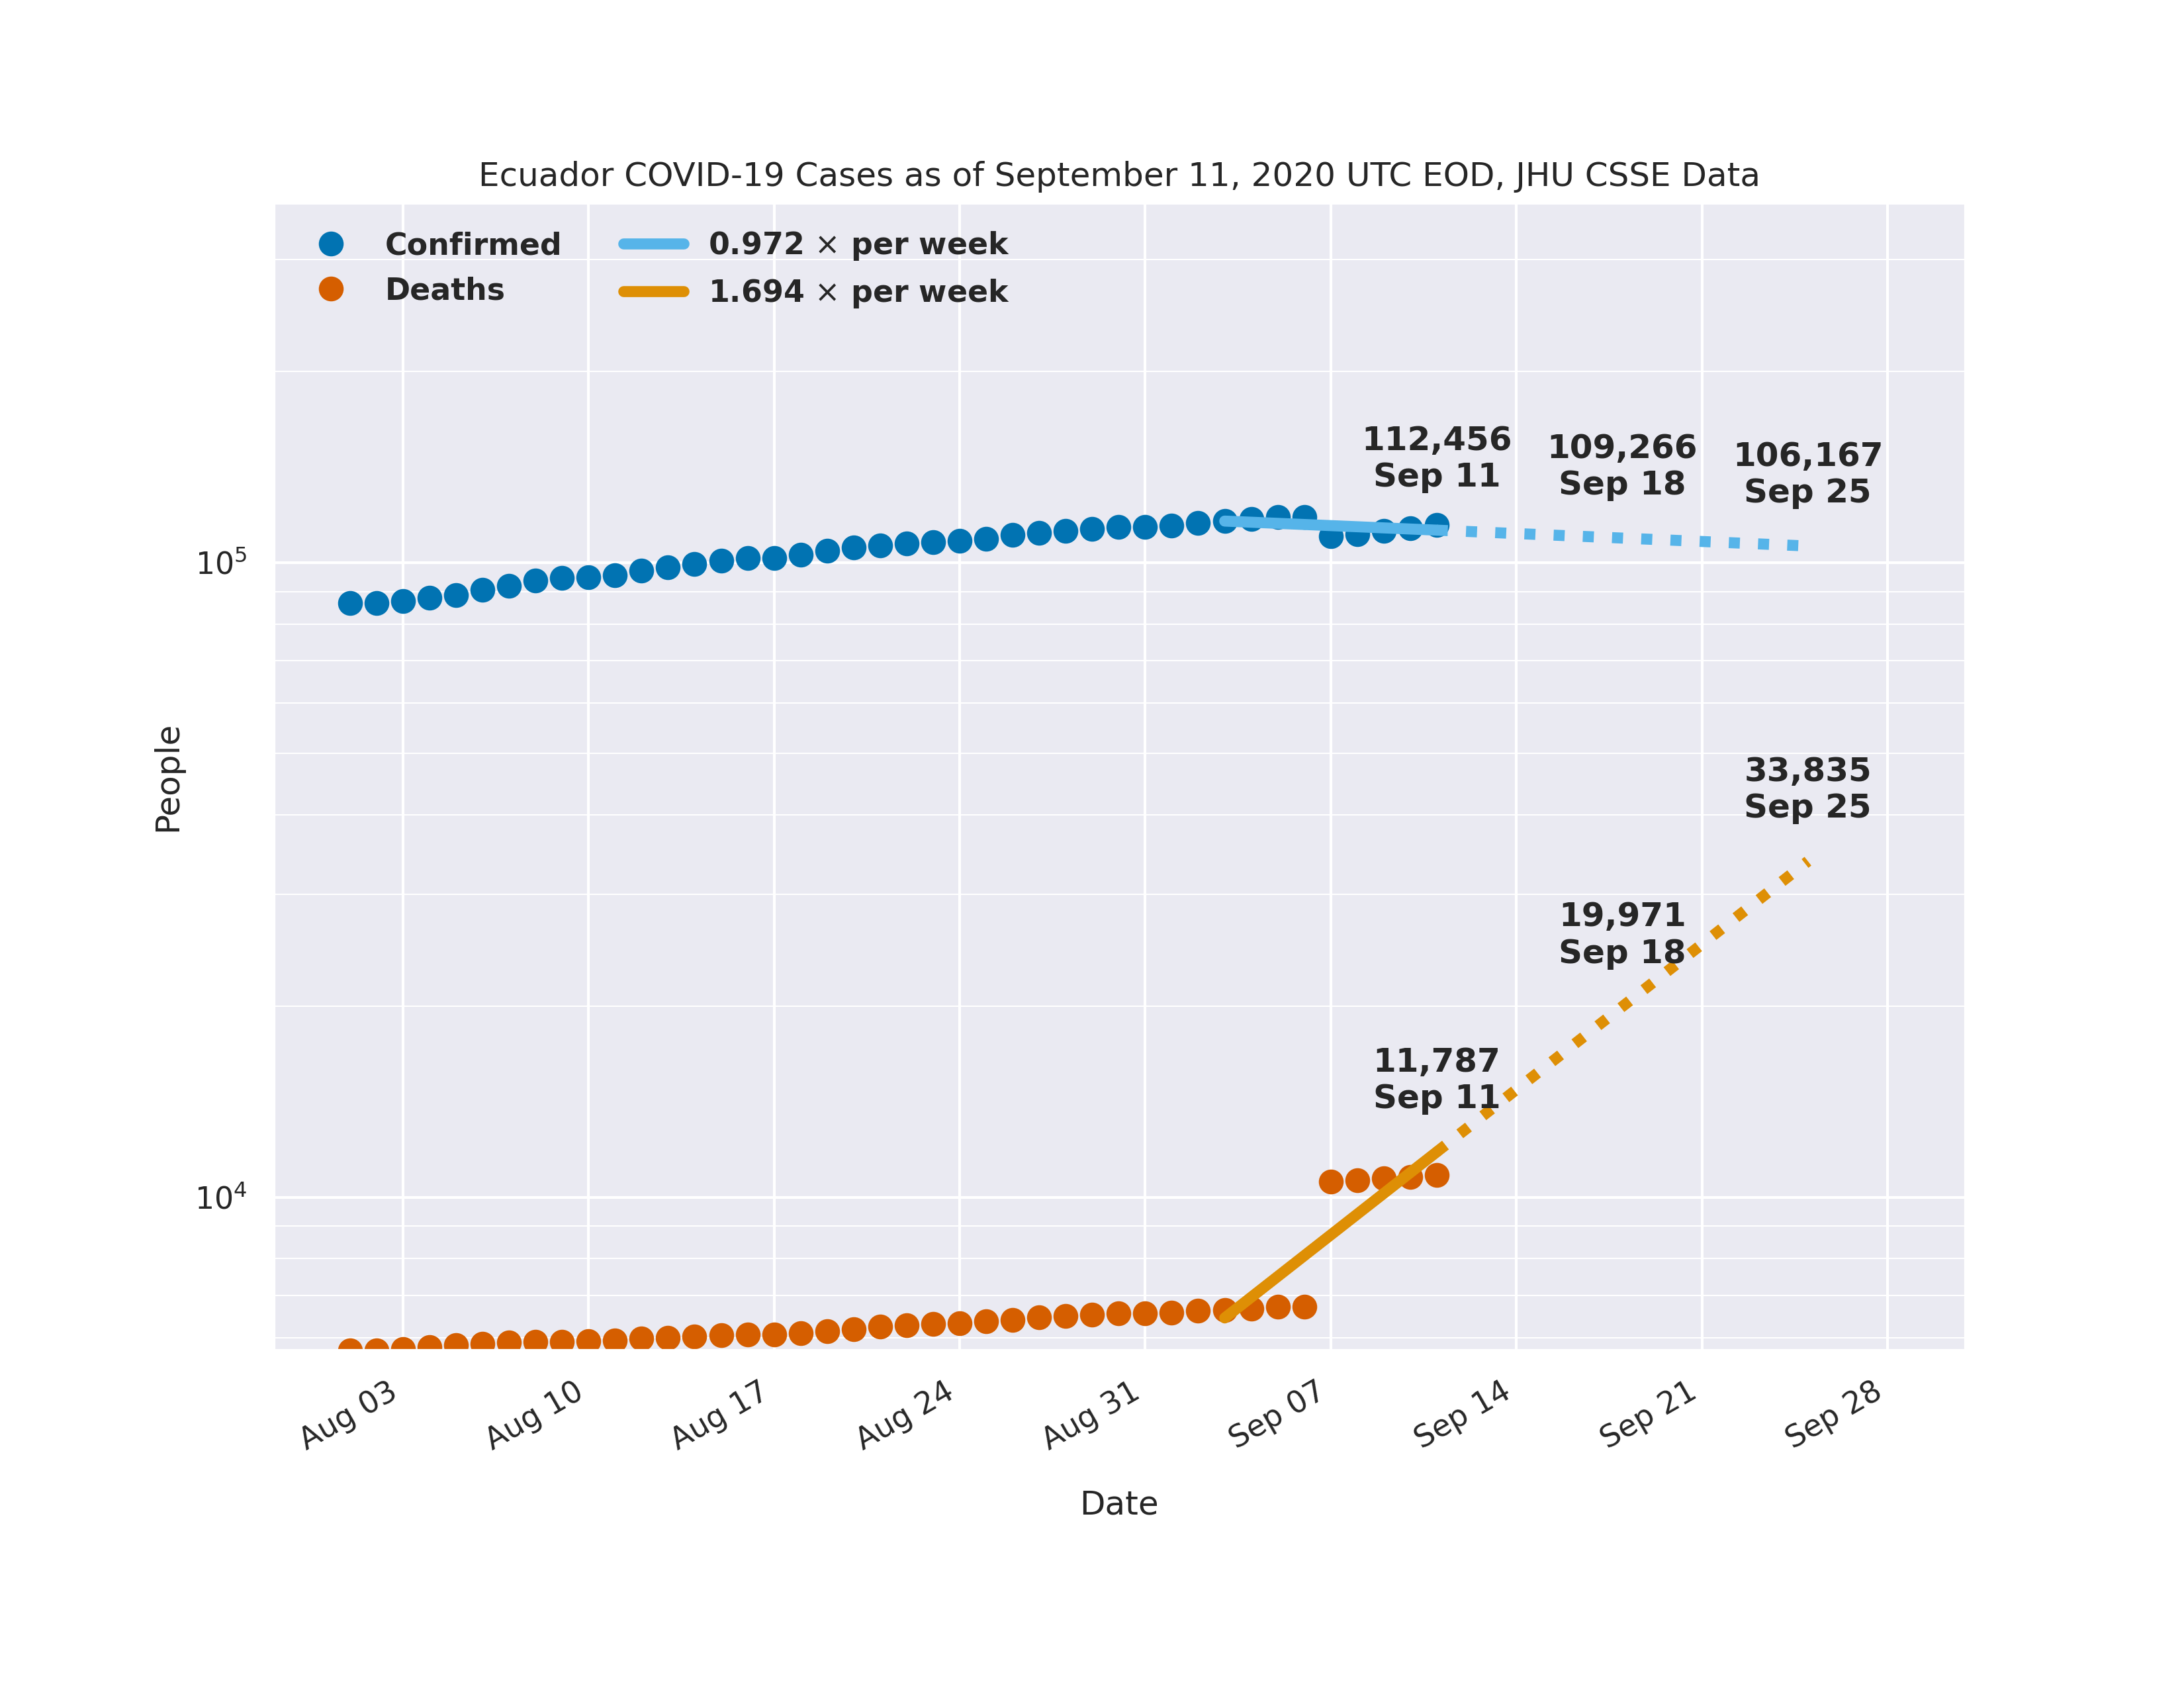 Ecuador COVID-19 Cases as of September 11, 2020 UTC EOD, JHU CSSE Data
Confirmed
Deaths
0.972 × per week
1.694 × per week
112,456
Sep 11
109,266
Sep 18
106,167
Sep 25
10⁵
People
33,835
Sep 25
19,971
Sep 18
11,787
Sep 11
10⁴
Aug 03
Aug 10
Aug 17
Aug 24
Aug 31
Sep 07
Sep 14
Sep 21
Sep 28
Date